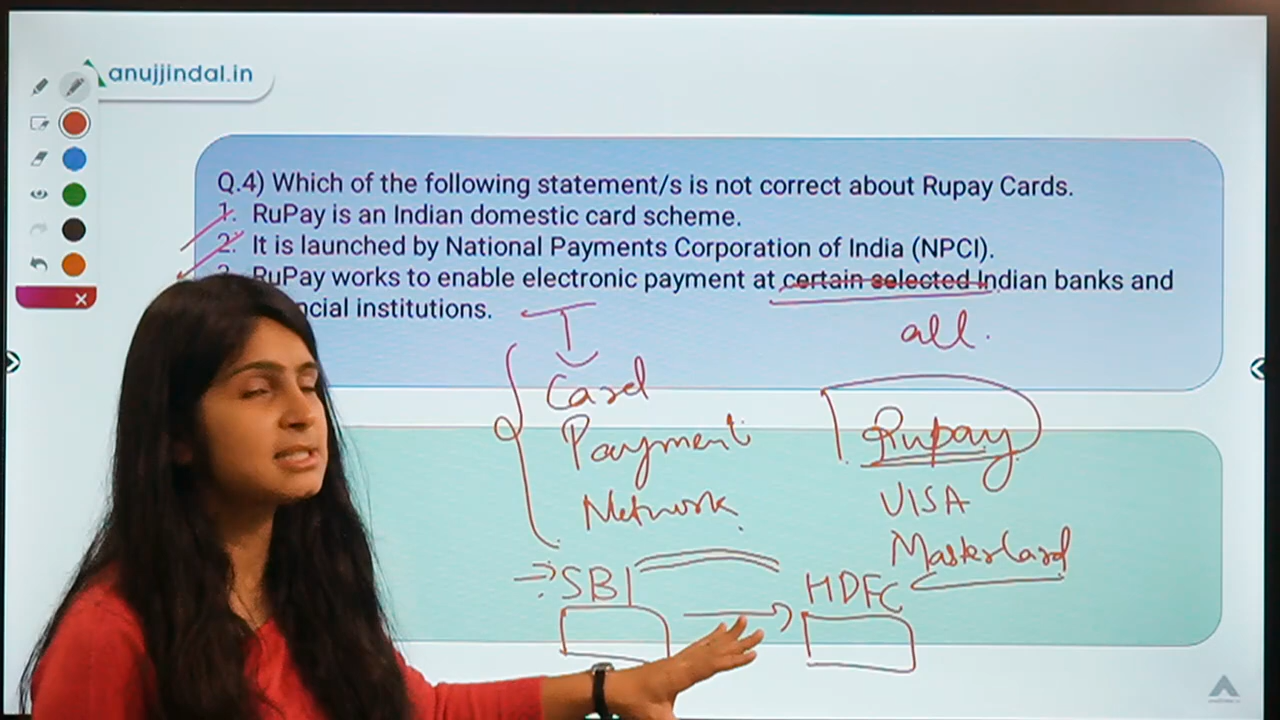 anujjindal.in
Q.4) Which of the following statement/s is not correct about Rupay Cards.
1. RuPay is an Indian domestic card scheme.
2. It is launched by National Payments Corporation of India (NPCI).
RuPay works to enable electronic payment at certain selected Indian banks and
ncial institutions.
all.
Card
Payment
Network
Rupay
VISA
MasterCard
SBI
HDFC